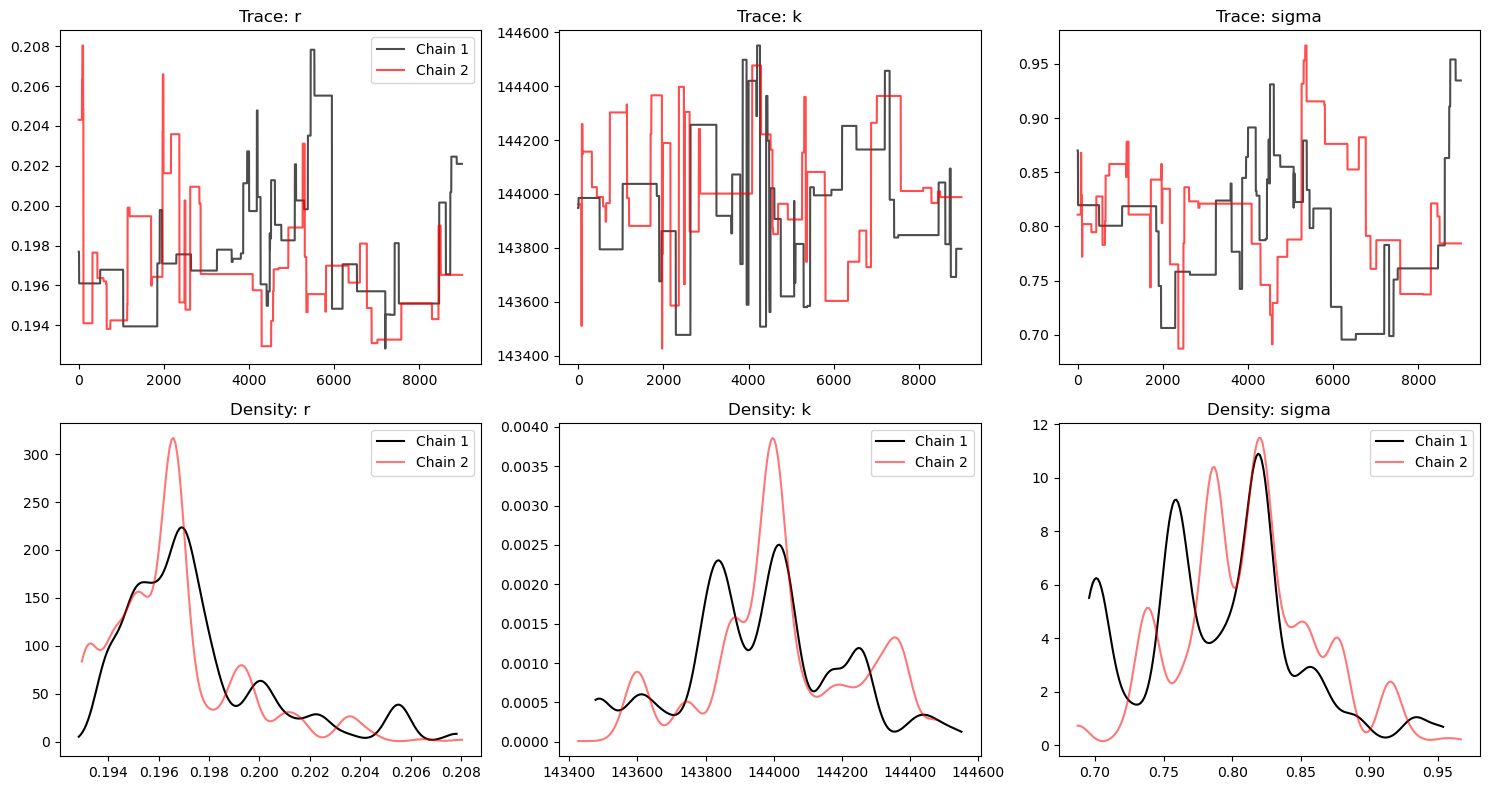 Trace: r
0.208
0.206
0.204
0.202
0.200
0.198
0.196
0.194
0 2000 4000 6000 8000
Chain 1
Chain 2
Trace: k
144600
144400
144200
144000
143800
143600
143400
0 2000 4000 6000 8000
Trace: sigma
0.95
0.90
0.85
0.80
0.75
0.70
0 2000 4000 6000 8000
Density: r
300
250
200
150
100
50
0
0.194 0.196 0.198 0.200 0.202 0.204 0.206 0.208
Chain 1
Chain 2
Density: k
0.0040
0.0035
0.0030
0.0025
0.0020
0.0015
0.0010
0.0005
0.0000
143400 143600 143800 144000 144200 144400 144600
Chain 1
Chain 2
Density: sigma
12
10
8
6
4
2
0
0.70 0.75 0.80 0.85 0.90 0.95
Chain 1
Chain 2